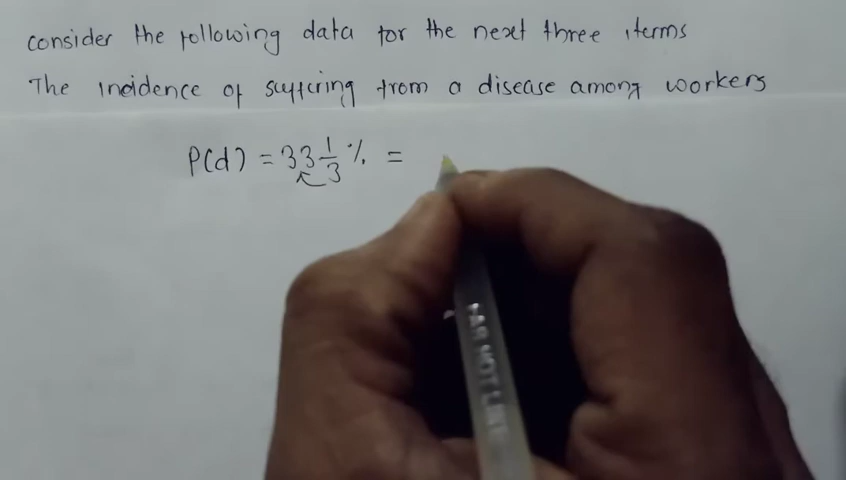 consider the following data for the next three iterms
The incidence of suffering from a disease among workers
P(d) = 33 1/3 % =